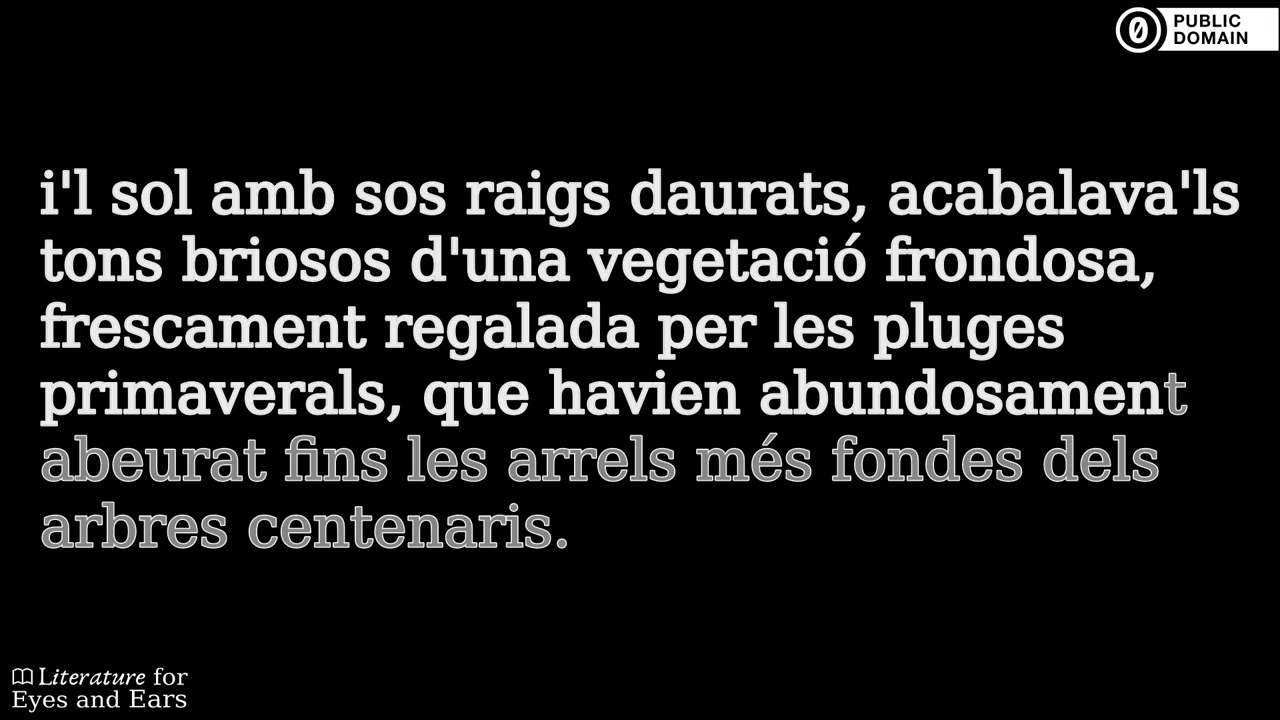 PUBLIC
DOMAIN
i'l sol amb sos raigs daurats, acabalava'ls
tons briosos d'una vegetació frondosa,
frescament regalada per les pluges
primaverals, que havien abundosament
abeurat fins les arrels més fondes dels
arbres centenaris.
Literature for
Eyes and Ears